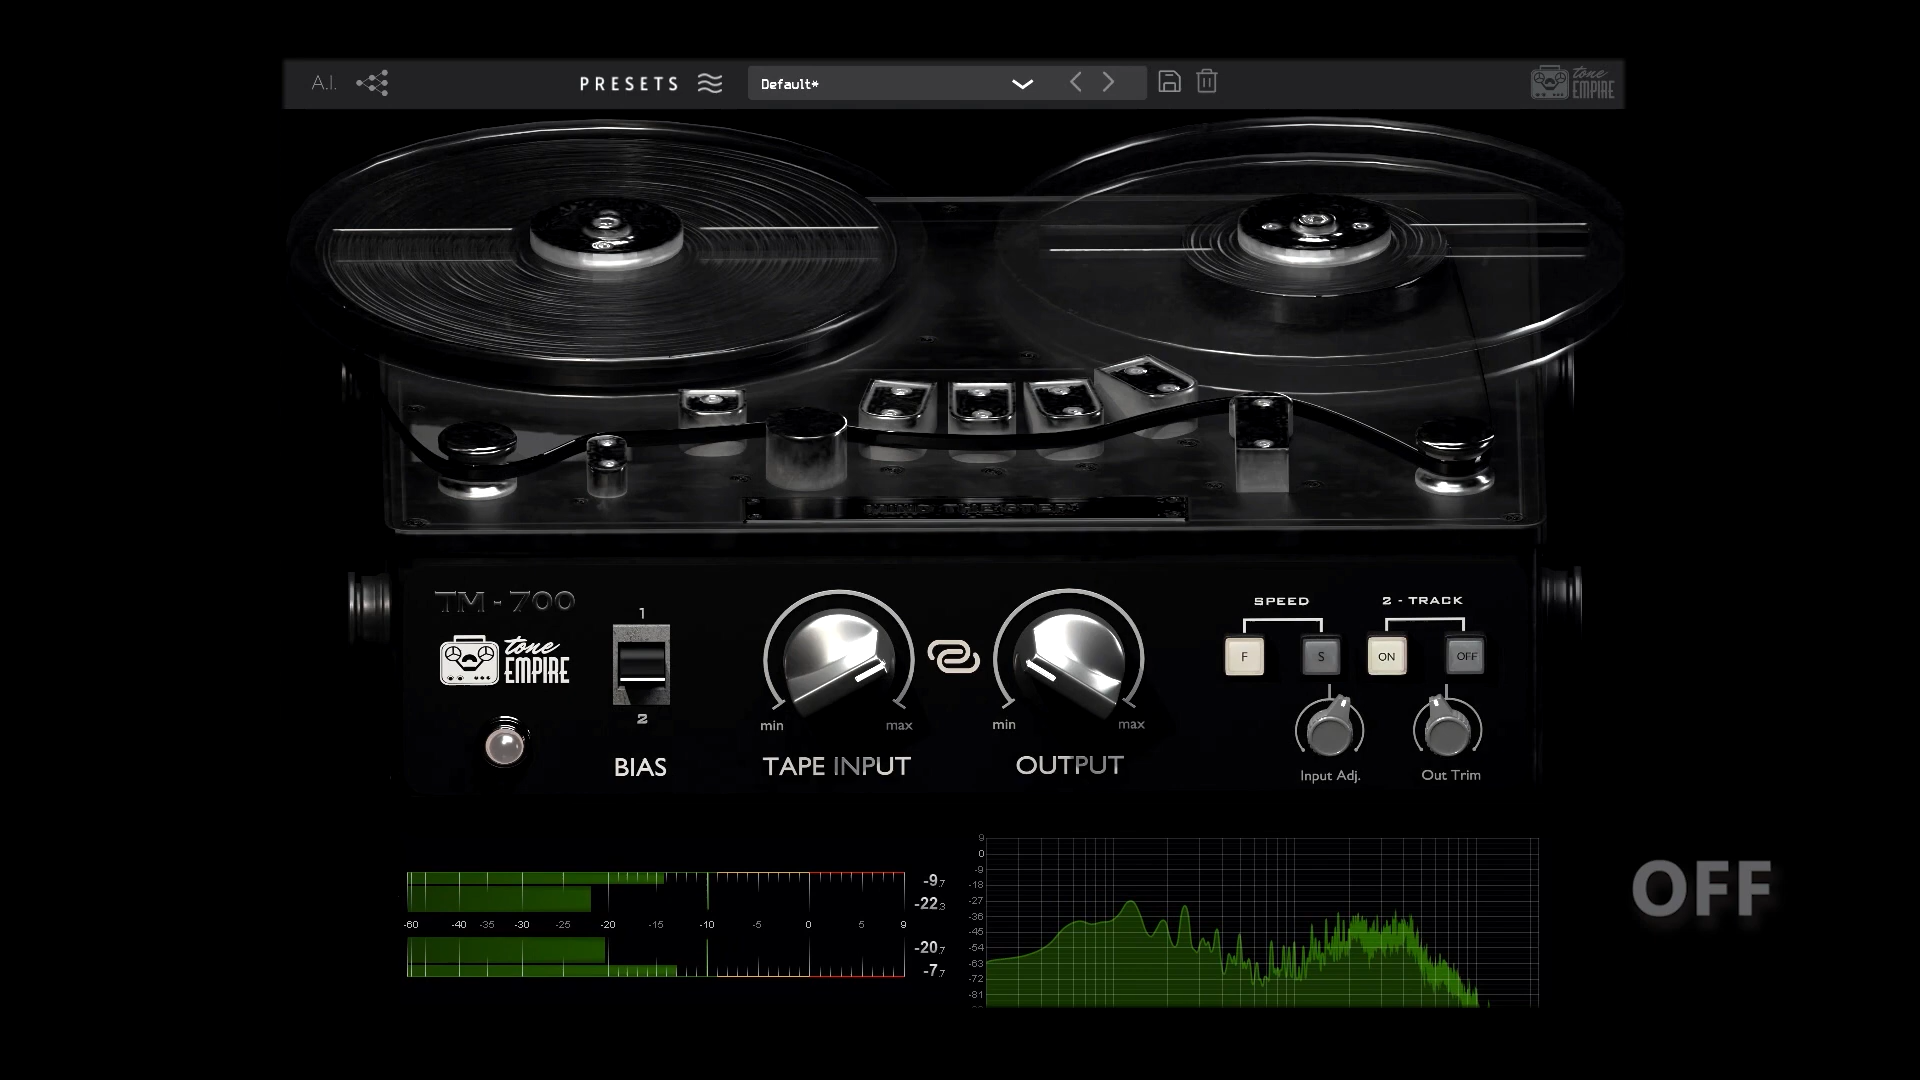 A.I.
PRESETS
Default*
tone
EMPIRE
TM-700
tone
EMPIRE
1
2
BIAS
min
max
TAPE INPUT
min
max
OUTPUT
SPEED
2 - TRACK
F
S
ON
OFF
Input Adj.
Out Trim
-9.7
-22.3
-60 -40 -35 -30 -25 -20 -15 -10 -5 0 5 9
-20.7
-7.7
9
0
-9
-18
-27
-36
-45
-54
-63
-72
-81
OFF